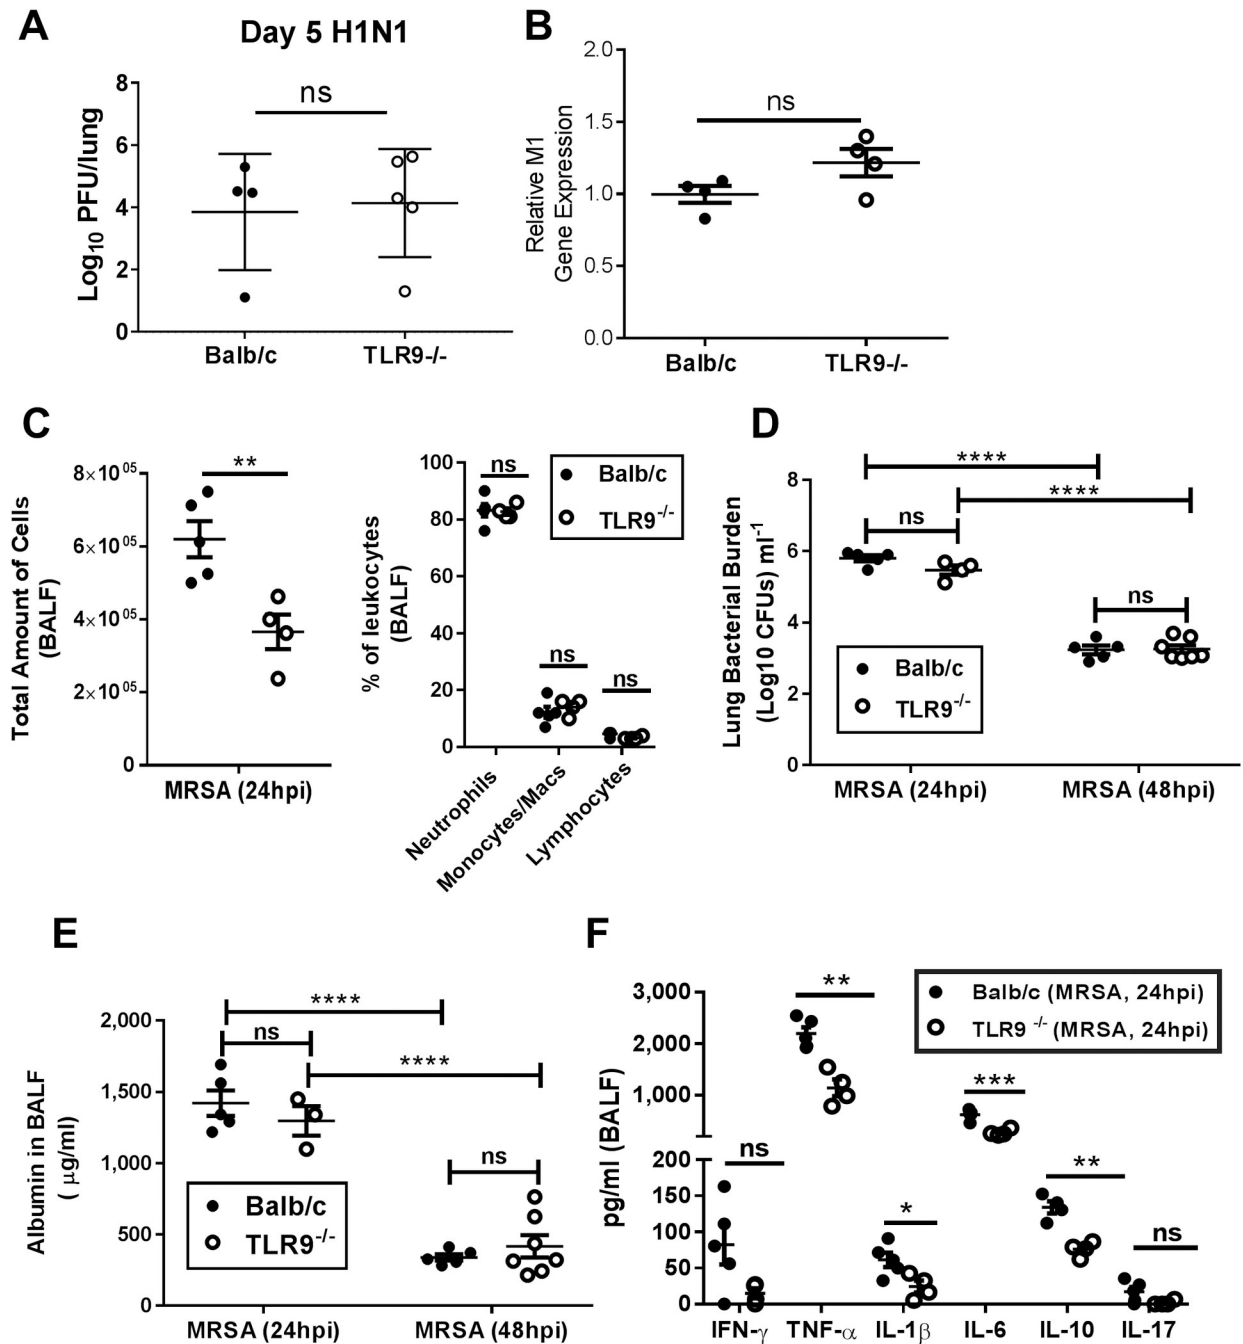 A
Day 5 H1N1
Log10 PFU/lung
8
6
4
2
0
ns
Balb/c
TLR9-/-
B
Relative M1
Gene Expression
2.0
1.5
1.0
0.5
0.0
ns
Balb/c
TLR9-/-
C
Total Amount of Cells
(BALF)
8×10^05
6×10^05
4×10^05
2×10^05
0
**
MRSA (24hpi)
% of leukocytes
(BALF)
100
80
60
40
20
0
ns
ns
ns
Balb/c
TLR9-/-
Neutrophils
Monocytes/Macs
Lymphocytes
D
Lung Bacterial Burden
(Log10 CFUs) ml-1
8
6
4
2
0
****
****
ns
ns
Balb/c
TLR9-/-
MRSA (24hpi)
MRSA (48hpi)
E
Albumin in BALF
( µg/ml)
2,000
1,500
1,000
500
0
****
ns
****
ns
Balb/c
TLR9-/-
MRSA (24hpi)
MRSA (48hpi)
F
pg/ml (BALF)
3,000
2,000
1,000
200
150
100
50
0
Balb/c (MRSA, 24hpi)
TLR9 -/- (MRSA, 24hpi)
ns
**
*
***
**
ns
IFN-γ
TNF-α
IL-1β
IL-6
IL-10
IL-17